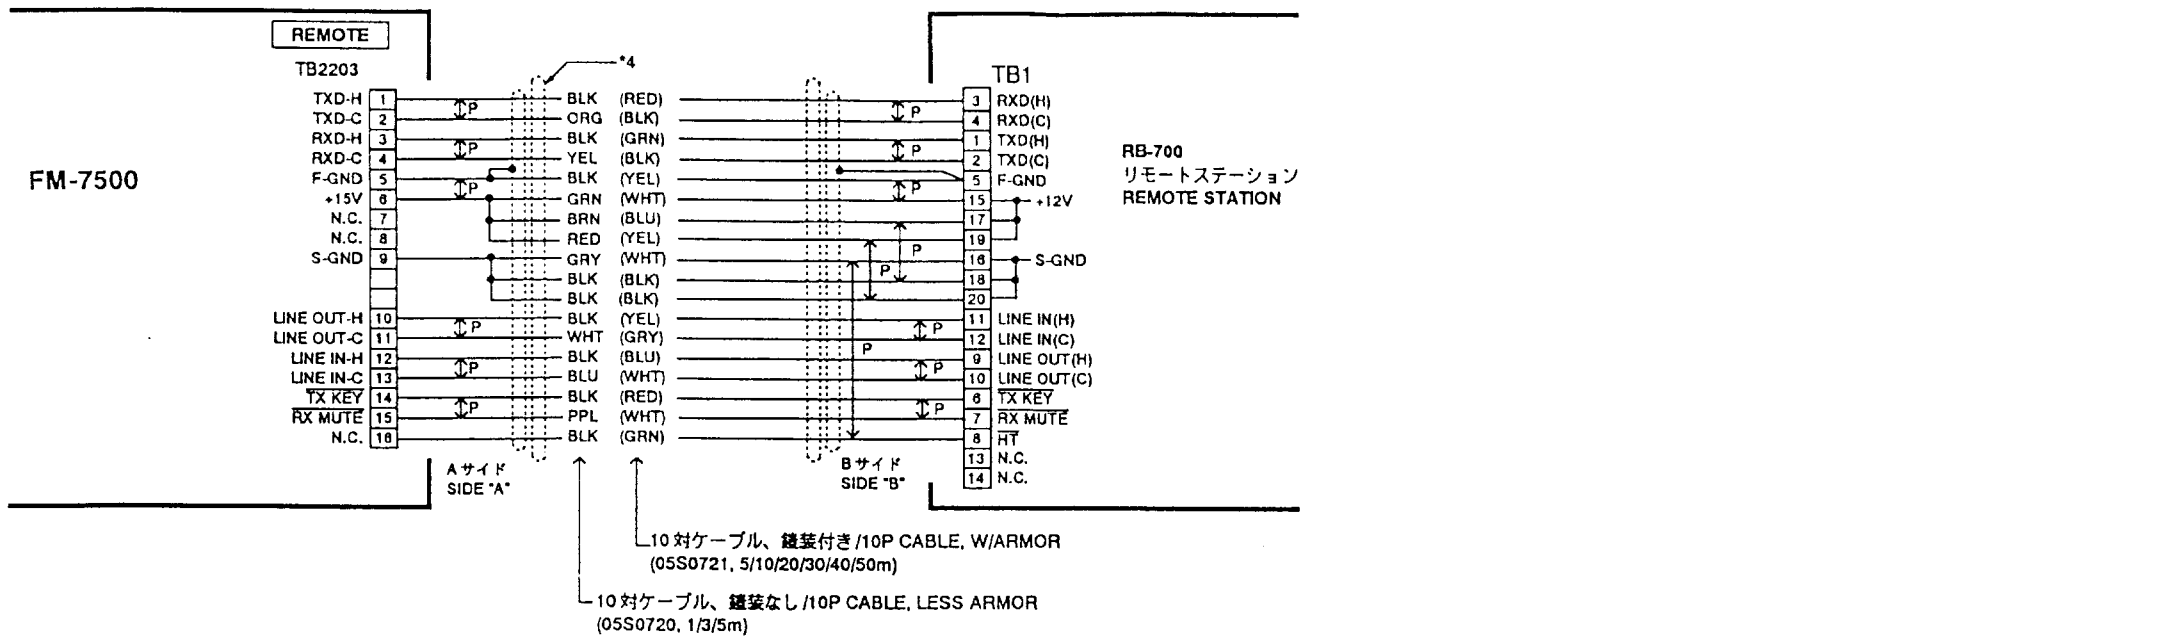 REMOTE
*4
TB2203
TB1
TXD-H 1 P BLK (RED) P 3 RXD(H)
TXD-C 2 ORG (BLK) 4 RXD(C)
RXD-H 3 P BLK (GRN) P 1 TXD(H)
RXD-C 4 YEL (BLK) 2 TXD(C)
F-GND 5 P BLK (YEL) P 5 F-GND
+15V 6 GRN (WHT) 15 +12V
N.C. 7 BRN (BLU) 17
N.C. 8 RED (YEL) P 19
S-GND 9 GRY (WHT) P 16 S-GND
BLK (BLK) 18
BLK (BLK) 20
LINE OUT-H 10 P BLK (YEL) P 11 LINE IN(H)
LINE OUT-C 11 WHT (GRY) P 12 LINE IN(C)
LINE IN-H 12 P BLK (BLU) P 9 LINE OUT(H)
LINE IN-C 13 BLU (WHT) 10 LINE OUT(C)
TX KEY 14 P BLK (RED) P 6 TX KEY
RX MUTE 15 PPL (WHT) 7 RX MUTE
N.C. 16 BLK (GRN) 8 HT
13 N.C.
14 N.C.
FM-7500
RB-700
リモートステーション
REMOTE STATION
Aサイド
SIDE "A"
Bサイド
SIDE "B"
10対ケーブル、鎧装付き/10P CABLE, W/ARMOR
(05S0721, 5/10/20/30/40/50m)
10対ケーブル、鎧装なし/10P CABLE, LESS ARMOR
(05S0720, 1/3/5m)